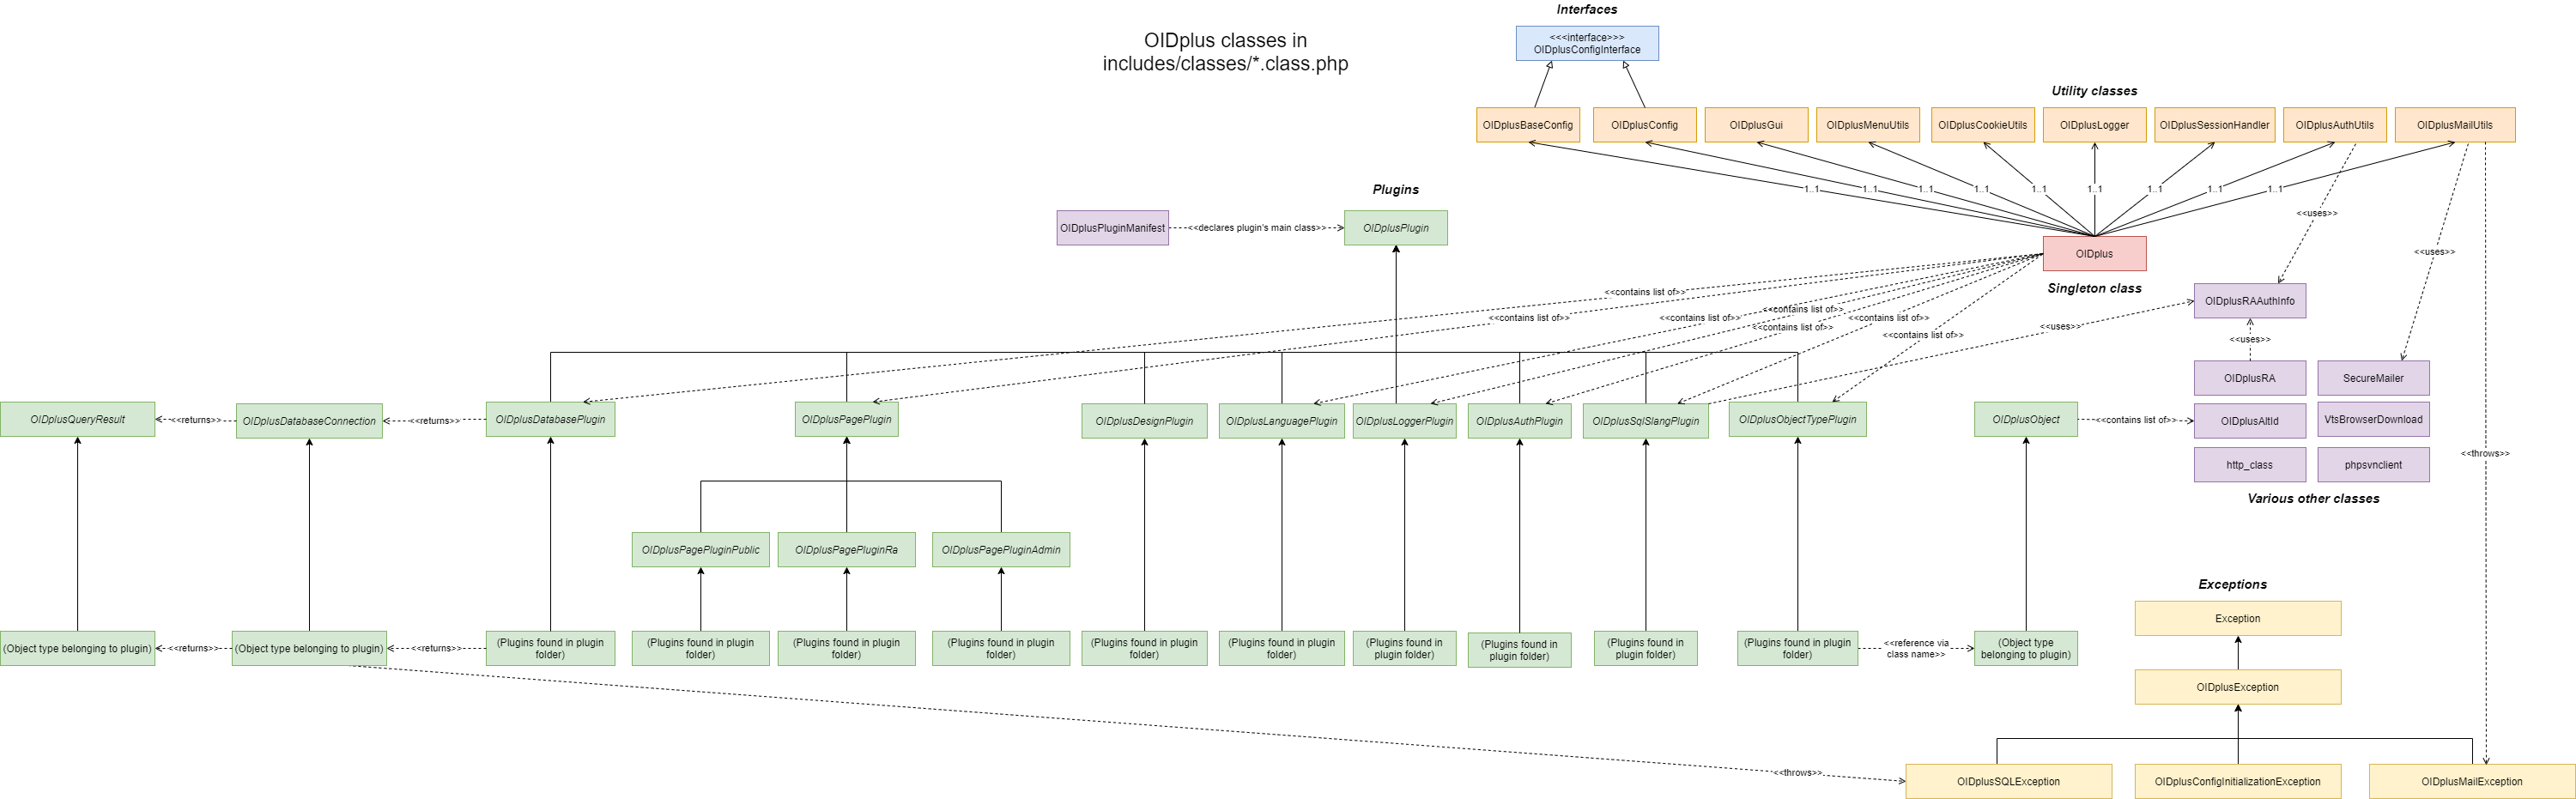 Interfaces
<<<interface>>>
OIDplusConfigInterface
OIDplus classes in
includes/classes/*.class.php
Utility classes
OIDplusBaseConfig
OIDplusConfig
OIDplusGui
OIDplusMenuUtils
OIDplusCookieUtils
OIDplusLogger
OIDplusSessionHandler
OIDplusAuthUtils
OIDplusMailUtils
1..1
1..1
1..1
1..1
1..1
1..1
1..1
1..1
1..1
Plugins
OIDplusPluginManifest
<<declares plugin's main class>>
OIDplusPlugin
<<uses>>
<<uses>>
OIDplus
Singleton class
<<contains list of>>
<<contains list of>>
<<contains list of>>
<<contains list of>>
<<contains list of>>
<<contains list of>>
<<contains list of>>
<<uses>>
OIDplusRAAuthInfo
<<uses>>
OIDplusRA
SecureMailer
OIDplusQueryResult
<<returns>>
OIDplusDatabaseConnection
<<returns>>
OIDplusDatabasePlugin
OIDplusPagePlugin
OIDplusDesignPlugin
OIDplusLanguagePlugin
OIDplusLoggerPlugin
OIDplusAuthPlugin
OIDplusSqlSlangPlugin
OIDplusObjectTypePlugin
OIDplusObject
<<contains list of>>
OIDplusAltId
VtsBrowserDownload
http_class
phpsvnclient
<<throws>>
Various other classes
OIDplusPagePluginPublic
OIDplusPagePluginRa
OIDplusPagePluginAdmin
Exceptions
Exception
(Object type belonging to plugin)
<<returns>>
(Object type belonging to plugin)
<<returns>>
(Plugins found in plugin
folder)
(Plugins found in plugin
folder)
(Plugins found in plugin
folder)
(Plugins found in plugin
folder)
(Plugins found in plugin
folder)
(Plugins found in plugin
folder)
(Plugins found in
plugin folder)
(Plugins found in
plugin folder)
(Plugins found in
plugin folder)
(Plugins found in plugin
folder)
<<reference via
class name>>
(Object type
belonging to plugin)
OIDplusException
<<throws>>
OIDplusSQLException
OIDplusConfigInitializationException
OIDplusMailException